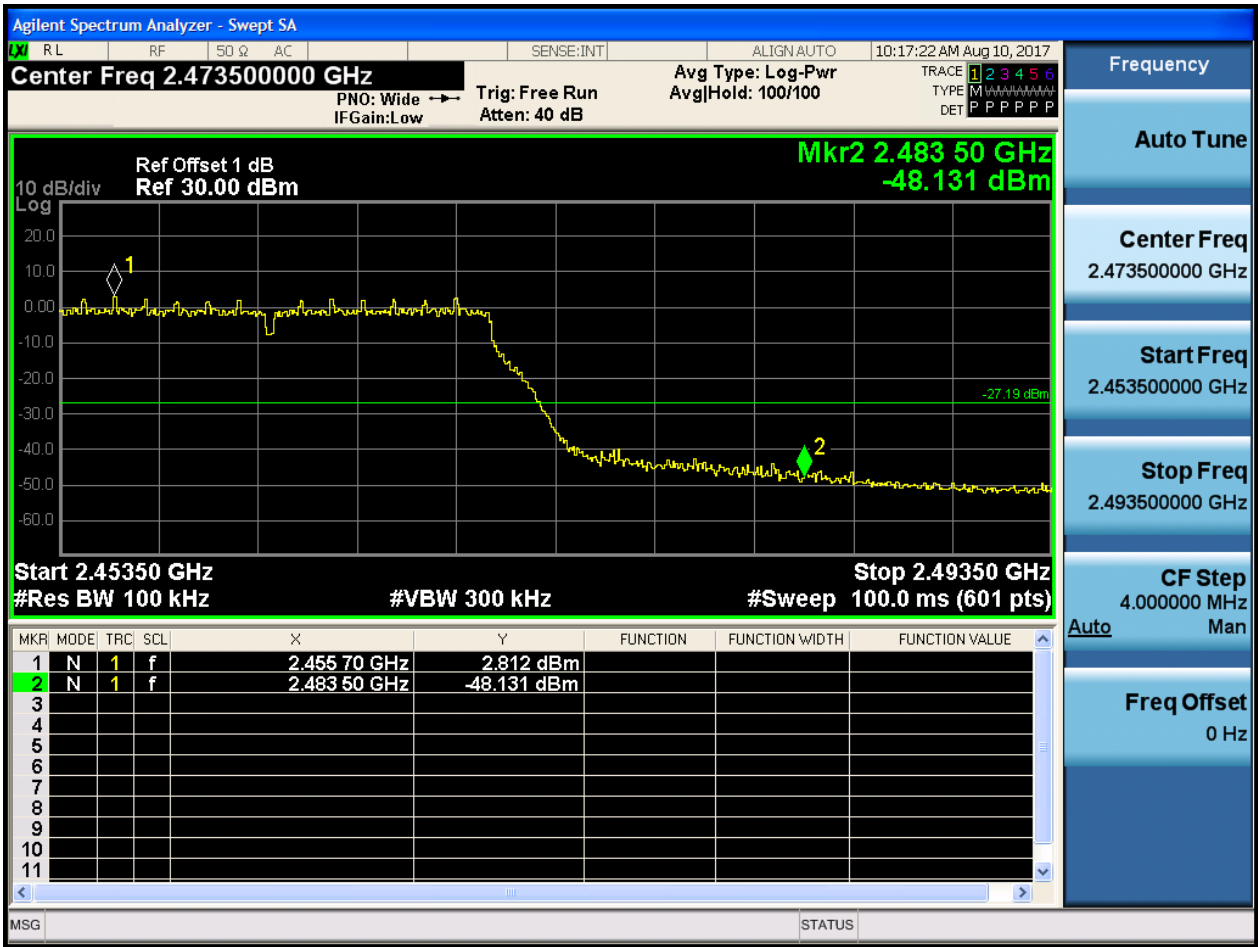 Agilent Spectrum Analyzer - Swept SA
LXI RL RF 50 Ω AC SENSE:INT ALIGN AUTO 10:17:22 AM Aug 10, 2017
Center Freq 2.473500000 GHz
PNO: Wide
IFGain:Low
Trig: Free Run
Atten: 40 dB
Avg Type: Log-Pwr
Avg|Hold: 100/100
TRACE 1 2 3 4 5 6
TYPE M WWWWW
DET P P P P P P
Ref Offset 1 dB
10 dB/div Ref 30.00 dBm
Log
Mkr2 2.483 50 GHz
-48.131 dBm
20.0
10.0
0.00
-10.0
-20.0
-30.0
-40.0
-50.0
-60.0
1
-27.19 dBm
2
Start 2.45350 GHz Stop 2.49350 GHz
#Res BW 100 kHz #VBW 300 kHz #Sweep 100.0 ms (601 pts)
MKR MODE TRC SCL X Y FUNCTION FUNCTION WIDTH FUNCTION VALUE
1 N 1 f 2.455 70 GHz 2.812 dBm
2 N 1 f 2.483 50 GHz -48.131 dBm
3
4
5
6
7
8
9
10
11
MSG STATUS
Frequency
Auto Tune
Center Freq
2.473500000 GHz
Start Freq
2.453500000 GHz
Stop Freq
2.493500000 GHz
CF Step
4.000000 MHz
Auto Man
Freq Offset
0 Hz